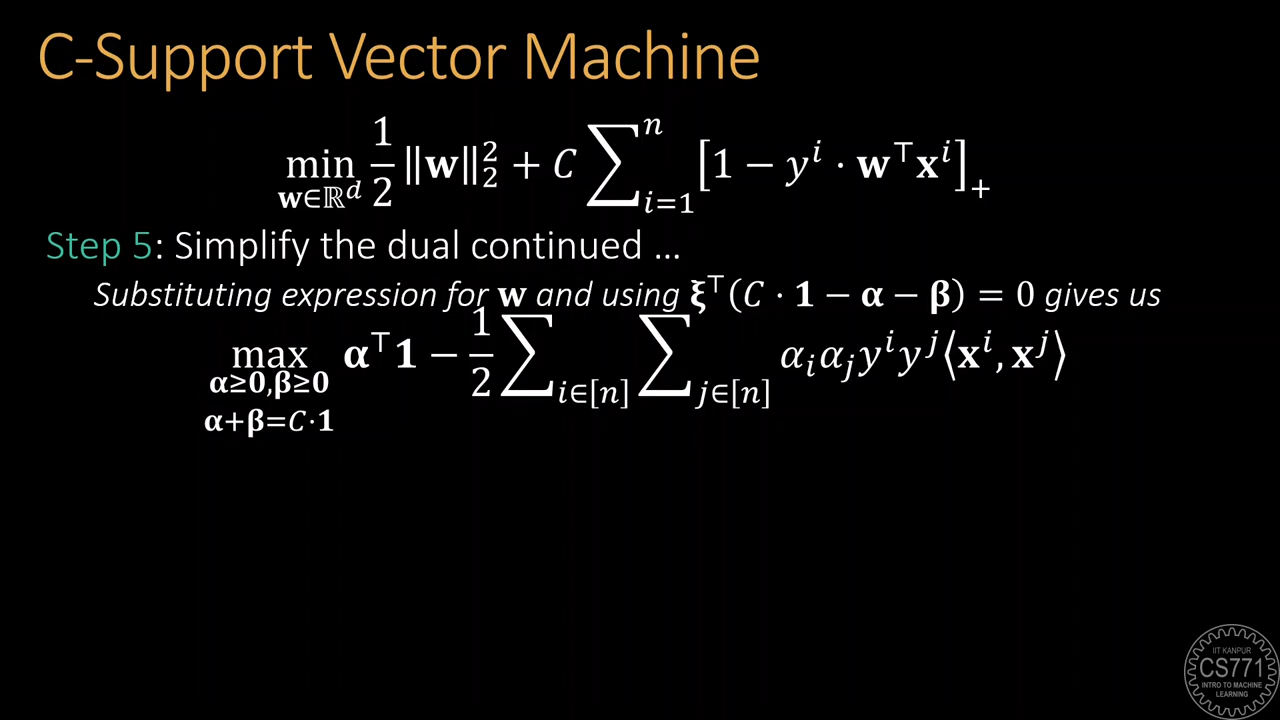 C-Support Vector Machine
min_{𝐰∈ℝ^d} 1/2 ‖𝐰‖₂² + C ∑_{i=1}^{n} [1 − y^i · 𝐰^⊤𝐱^i]_+
Step 5: Simplify the dual continued …
Substituting expression for 𝐰 and using 𝛏^⊤(C · 𝟏 − 𝛂 − 𝛃) = 0 gives us
max_{𝛂≥0,𝛃≥0 𝛂+𝛃=C·𝟏} 𝛂^⊤𝟏 − 1/2 ∑_{i∈[n]} ∑_{j∈[n]} α_i α_j y^i y^j ⟨𝐱^i, 𝐱^j⟩
IIT KANPUR
CS771
INTRO TO MACHINE
LEARNING